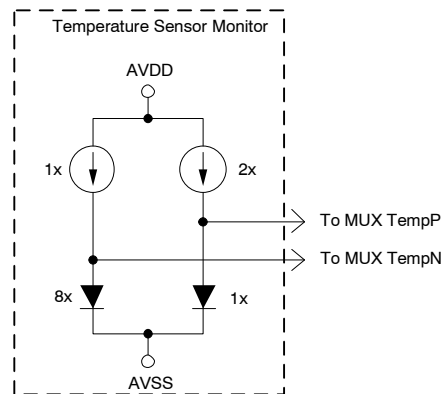 Temperature Sensor Monitor
AVDD
1x
2x
To MUX TempP
To MUX TempN
8x
1x
AVSS